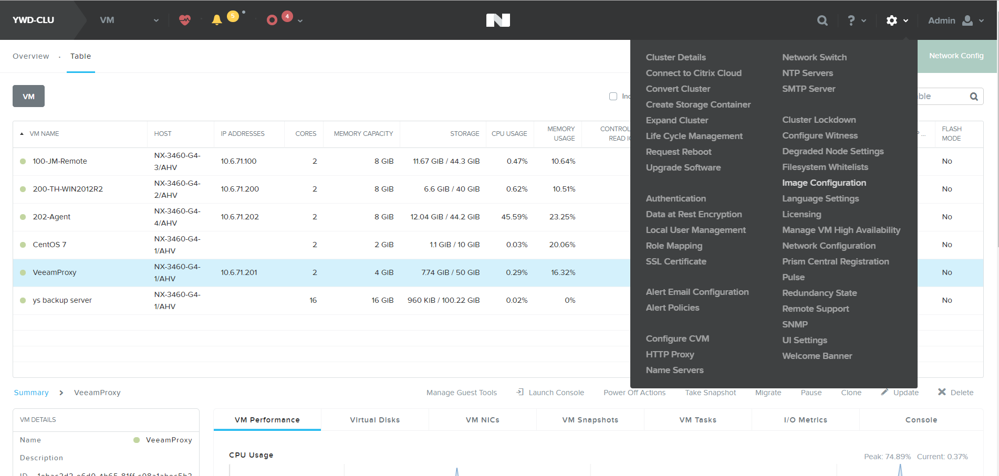 YWD-CLU VM 5 4 N ? Admin
Overview · Table Network Config
VM
VM NAME HOST IP ADDRESSES CORES MEMORY CAPACITY STORAGE CPU USAGE MEMORY USAGE FLASH MODE
100-JM-Remote NX-3460-G4-3/AHV 10.6.71.100 2 8 GiB 11.67 GiB / 44.3 GiB 0.47% 10.64% No
200-TH-WIN2012R2 NX-3460-G4-2/AHV 10.6.71.200 2 8 GiB 6.6 GiB / 40 GiB 0.62% 10.51% No
202-Agent NX-3460-G4-4/AHV 10.6.71.202 2 8 GiB 12.04 GiB / 44.2 GiB 45.59% 23.25% No
CentOS 7 NX-3460-G4-1/AHV 2 2 GiB 1.1 GiB / 10 GiB 0.03% 20.06% No
VeeamProxy NX-3460-G4-1/AHV 10.6.71.201 2 4 GiB 7.74 GiB / 50 GiB 0.29% 16.32% No
ys backup server NX-3460-G4-1/AHV 16 16 GiB 960 KiB / 100.22 GiB 0.02% 0% No
Cluster Details
Connect to Citrix Cloud
Convert Cluster
Create Storage Container
Expand Cluster
Life Cycle Management
Request Reboot
Upgrade Software
Authentication
Data at Rest Encryption
Local User Management
Role Mapping
SSL Certificate
Alert Email Configuration
Alert Policies
Configure CVM
HTTP Proxy
Name Servers
Network Switch
NTP Servers
SMTP Server
Cluster Lockdown
Configure Witness
Degraded Node Settings
Filesystem Whitelists
Image Configuration
Language Settings
Licensing
Manage VM High Availability
Network Configuration
Prism Central Registration
Pulse
Redundancy State
Remote Support
SNMP
UI Settings
Welcome Banner
Summary > VeeamProxy Manage Guest Tools Launch Console Power Off Actions Take Snapshot Migrate Pause Clone Update Delete
VM DETAILS
Name VeeamProxy
Description
VM Performance Virtual Disks VM NICs VM Snapshots VM Tasks I/O Metrics Console
CPU Usage Peak: 74.89% Current: 0.37%